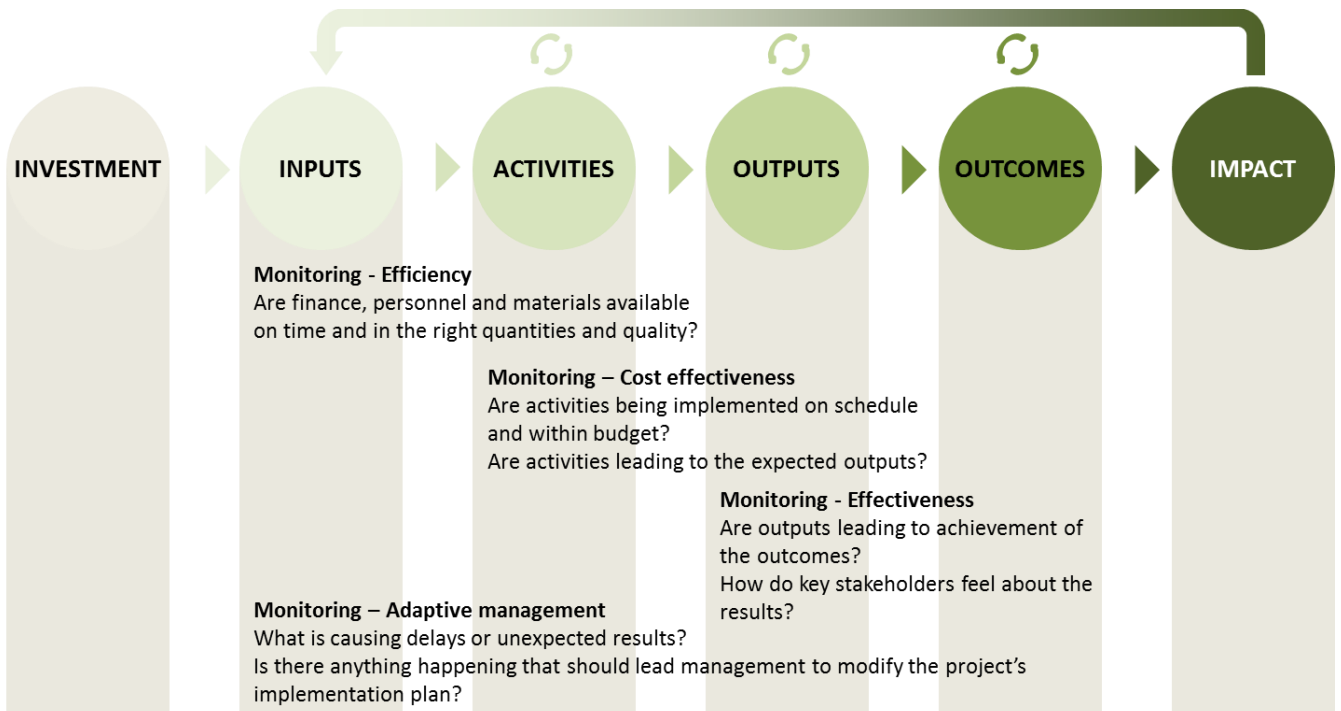 INVESTMENT
INPUTS
ACTIVITIES
OUTPUTS
OUTCOMES
IMPACT
Monitoring - Efficiency
Are finance, personnel and materials available
on time and in the right quantities and quality?
Monitoring – Cost effectiveness
Are activities being implemented on schedule
and within budget?
Are activities leading to the expected outputs?
Monitoring - Effectiveness
Are outputs leading to achievement of
the outcomes?
How do key stakeholders feel about the
results?
Monitoring – Adaptive management
What is causing delays or unexpected results?
Is there anything happening that should lead management to modify the project’s
implementation plan?